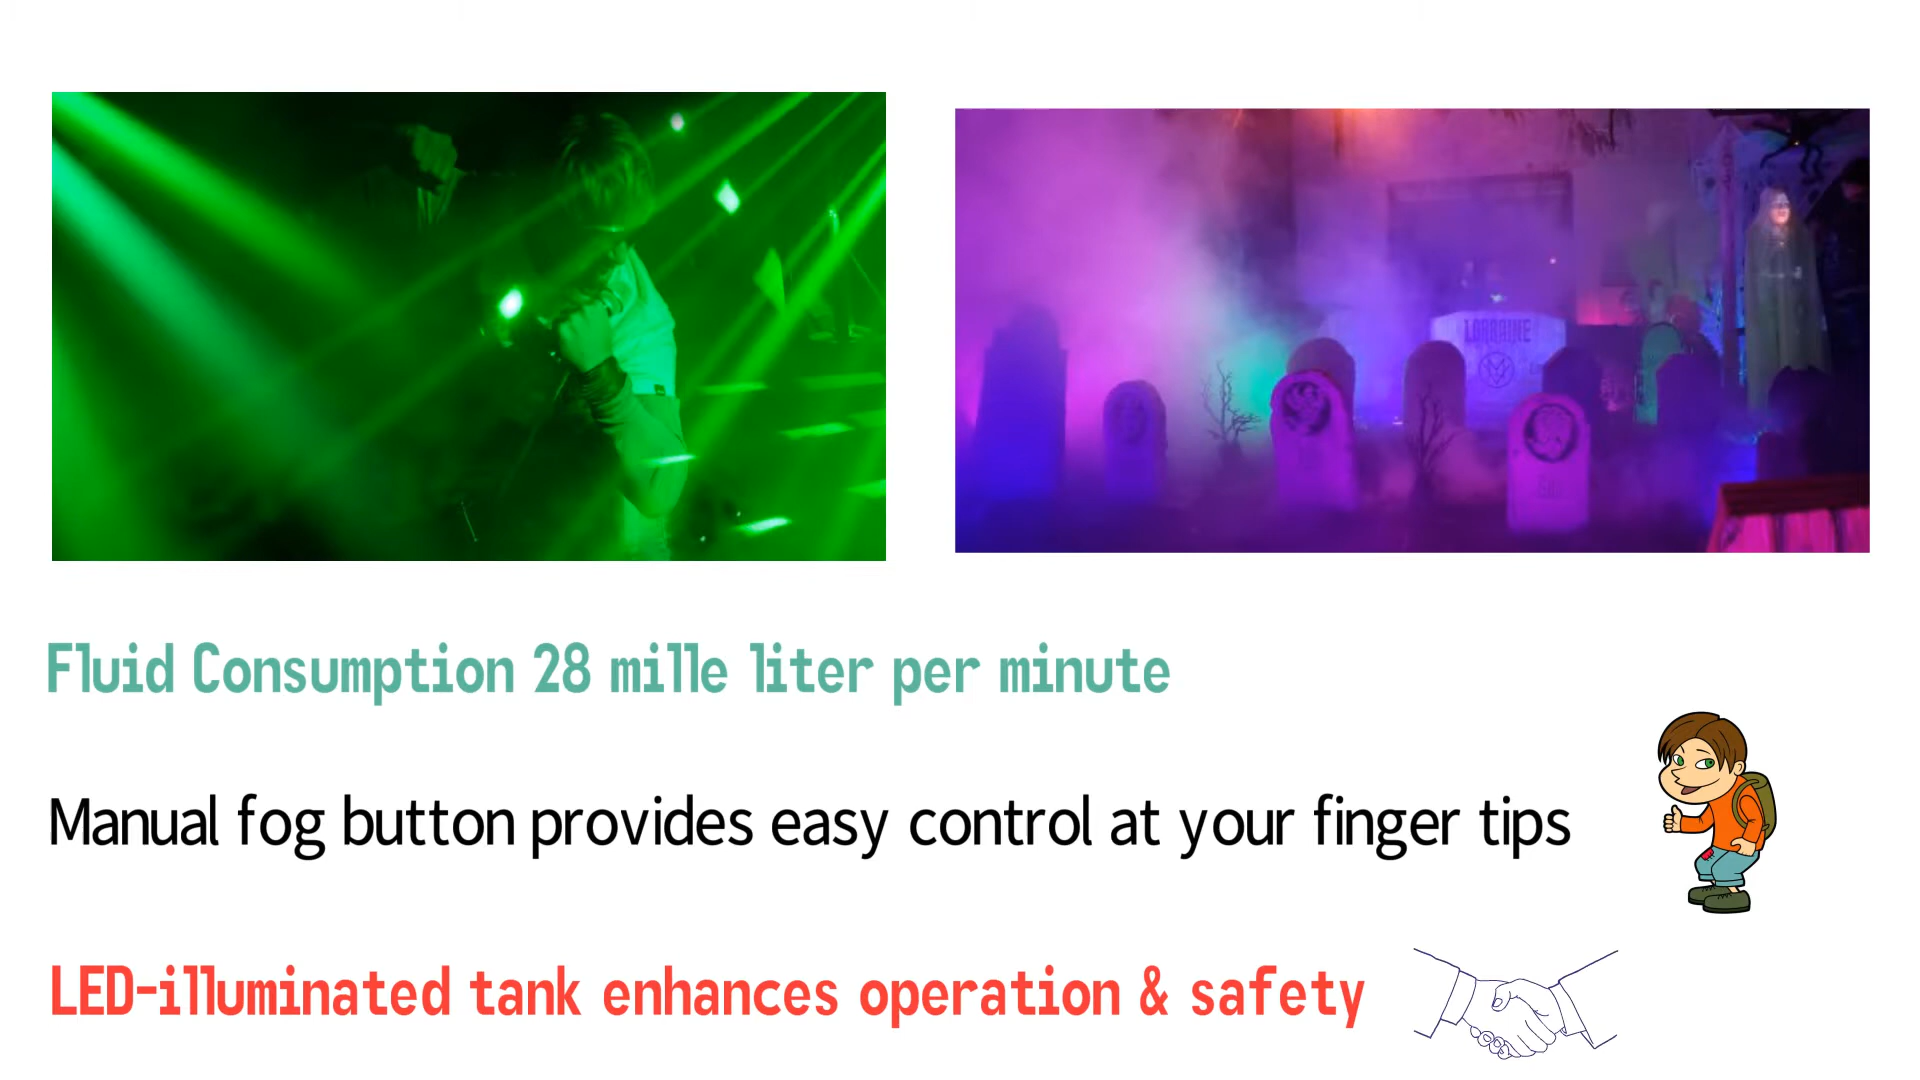 LORRAINE
Fluid Consumption 28 mille liter per minute
Manual fog button provides easy control at your finger tips
LED-illuminated tank enhances operation & safety